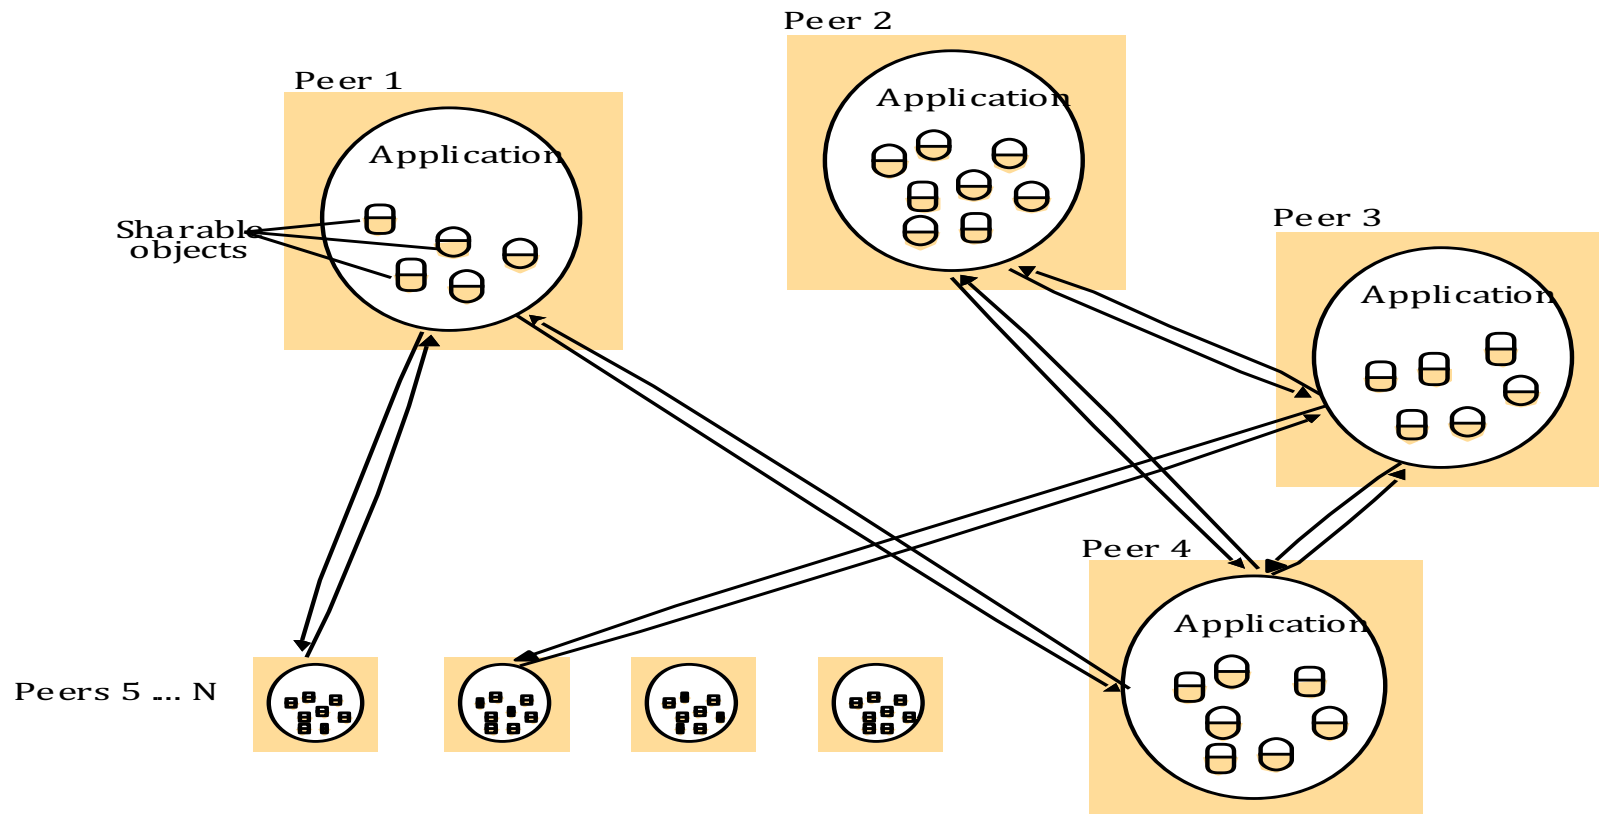 Peer 2
Peer 1
Application
Application
Sharable
objects
Peer 3
Application
Peer 4
Application
Peers 5 .... N